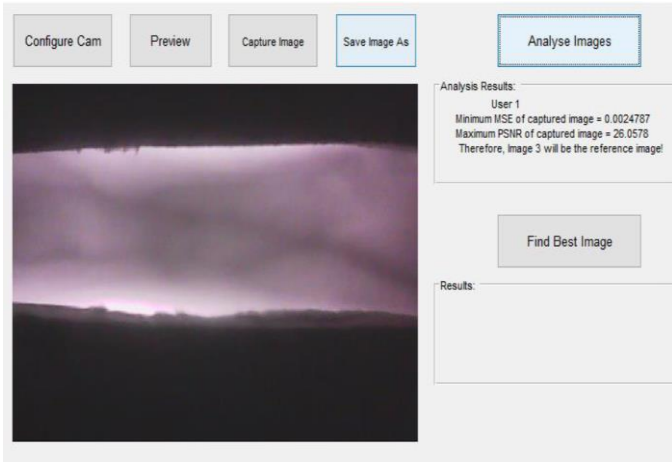 Configure Cam
Preview
Capture Image
Save Image As
Analyse Images
Analysis Results:
User 1
Minimum MSE of captured image = 0.0024787
Maximum PSNR of captured image = 26.0578
Therefore, Image 3 will be the reference image!
Find Best Image
Results: